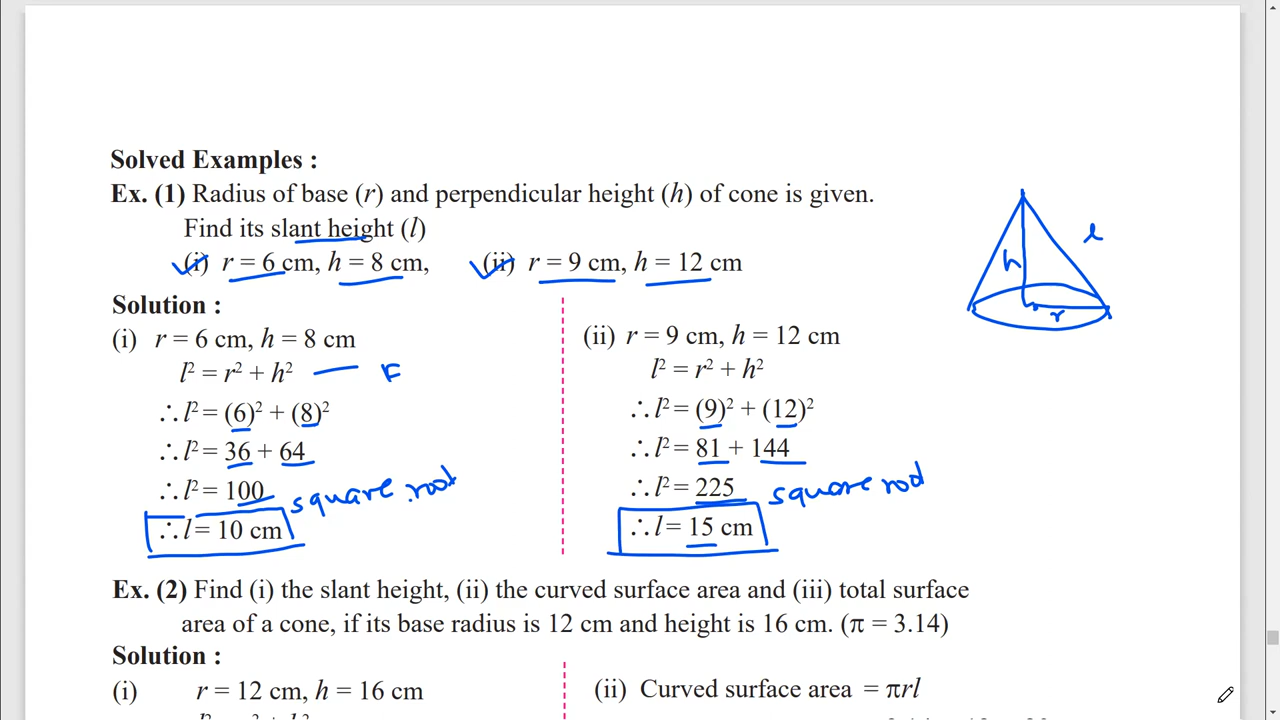 Solved Examples :
Ex. (1) Radius of base (r) and perpendicular height (h) of cone is given.
Find its slant height (l)
(i) r = 6 cm, h = 8 cm, (ii) r = 9 cm, h = 12 cm
l
h
r
Solution :
(i) r = 6 cm, h = 8 cm
l² = r² + h² — F
∴ l² = (6)² + (8)²
∴ l² = 36 + 64
∴ l² = 100 square root
∴ l = 10 cm
(ii) r = 9 cm, h = 12 cm
l² = r² + h²
∴ l² = (9)² + (12)²
∴ l² = 81 + 144
∴ l² = 225 square rod
∴ l = 15 cm
Ex. (2) Find (i) the slant height, (ii) the curved surface area and (iii) total surface
area of a cone, if its base radius is 12 cm and height is 16 cm. (π = 3.14)
Solution :
(i) r = 12 cm, h = 16 cm
(ii) Curved surface area = πrl